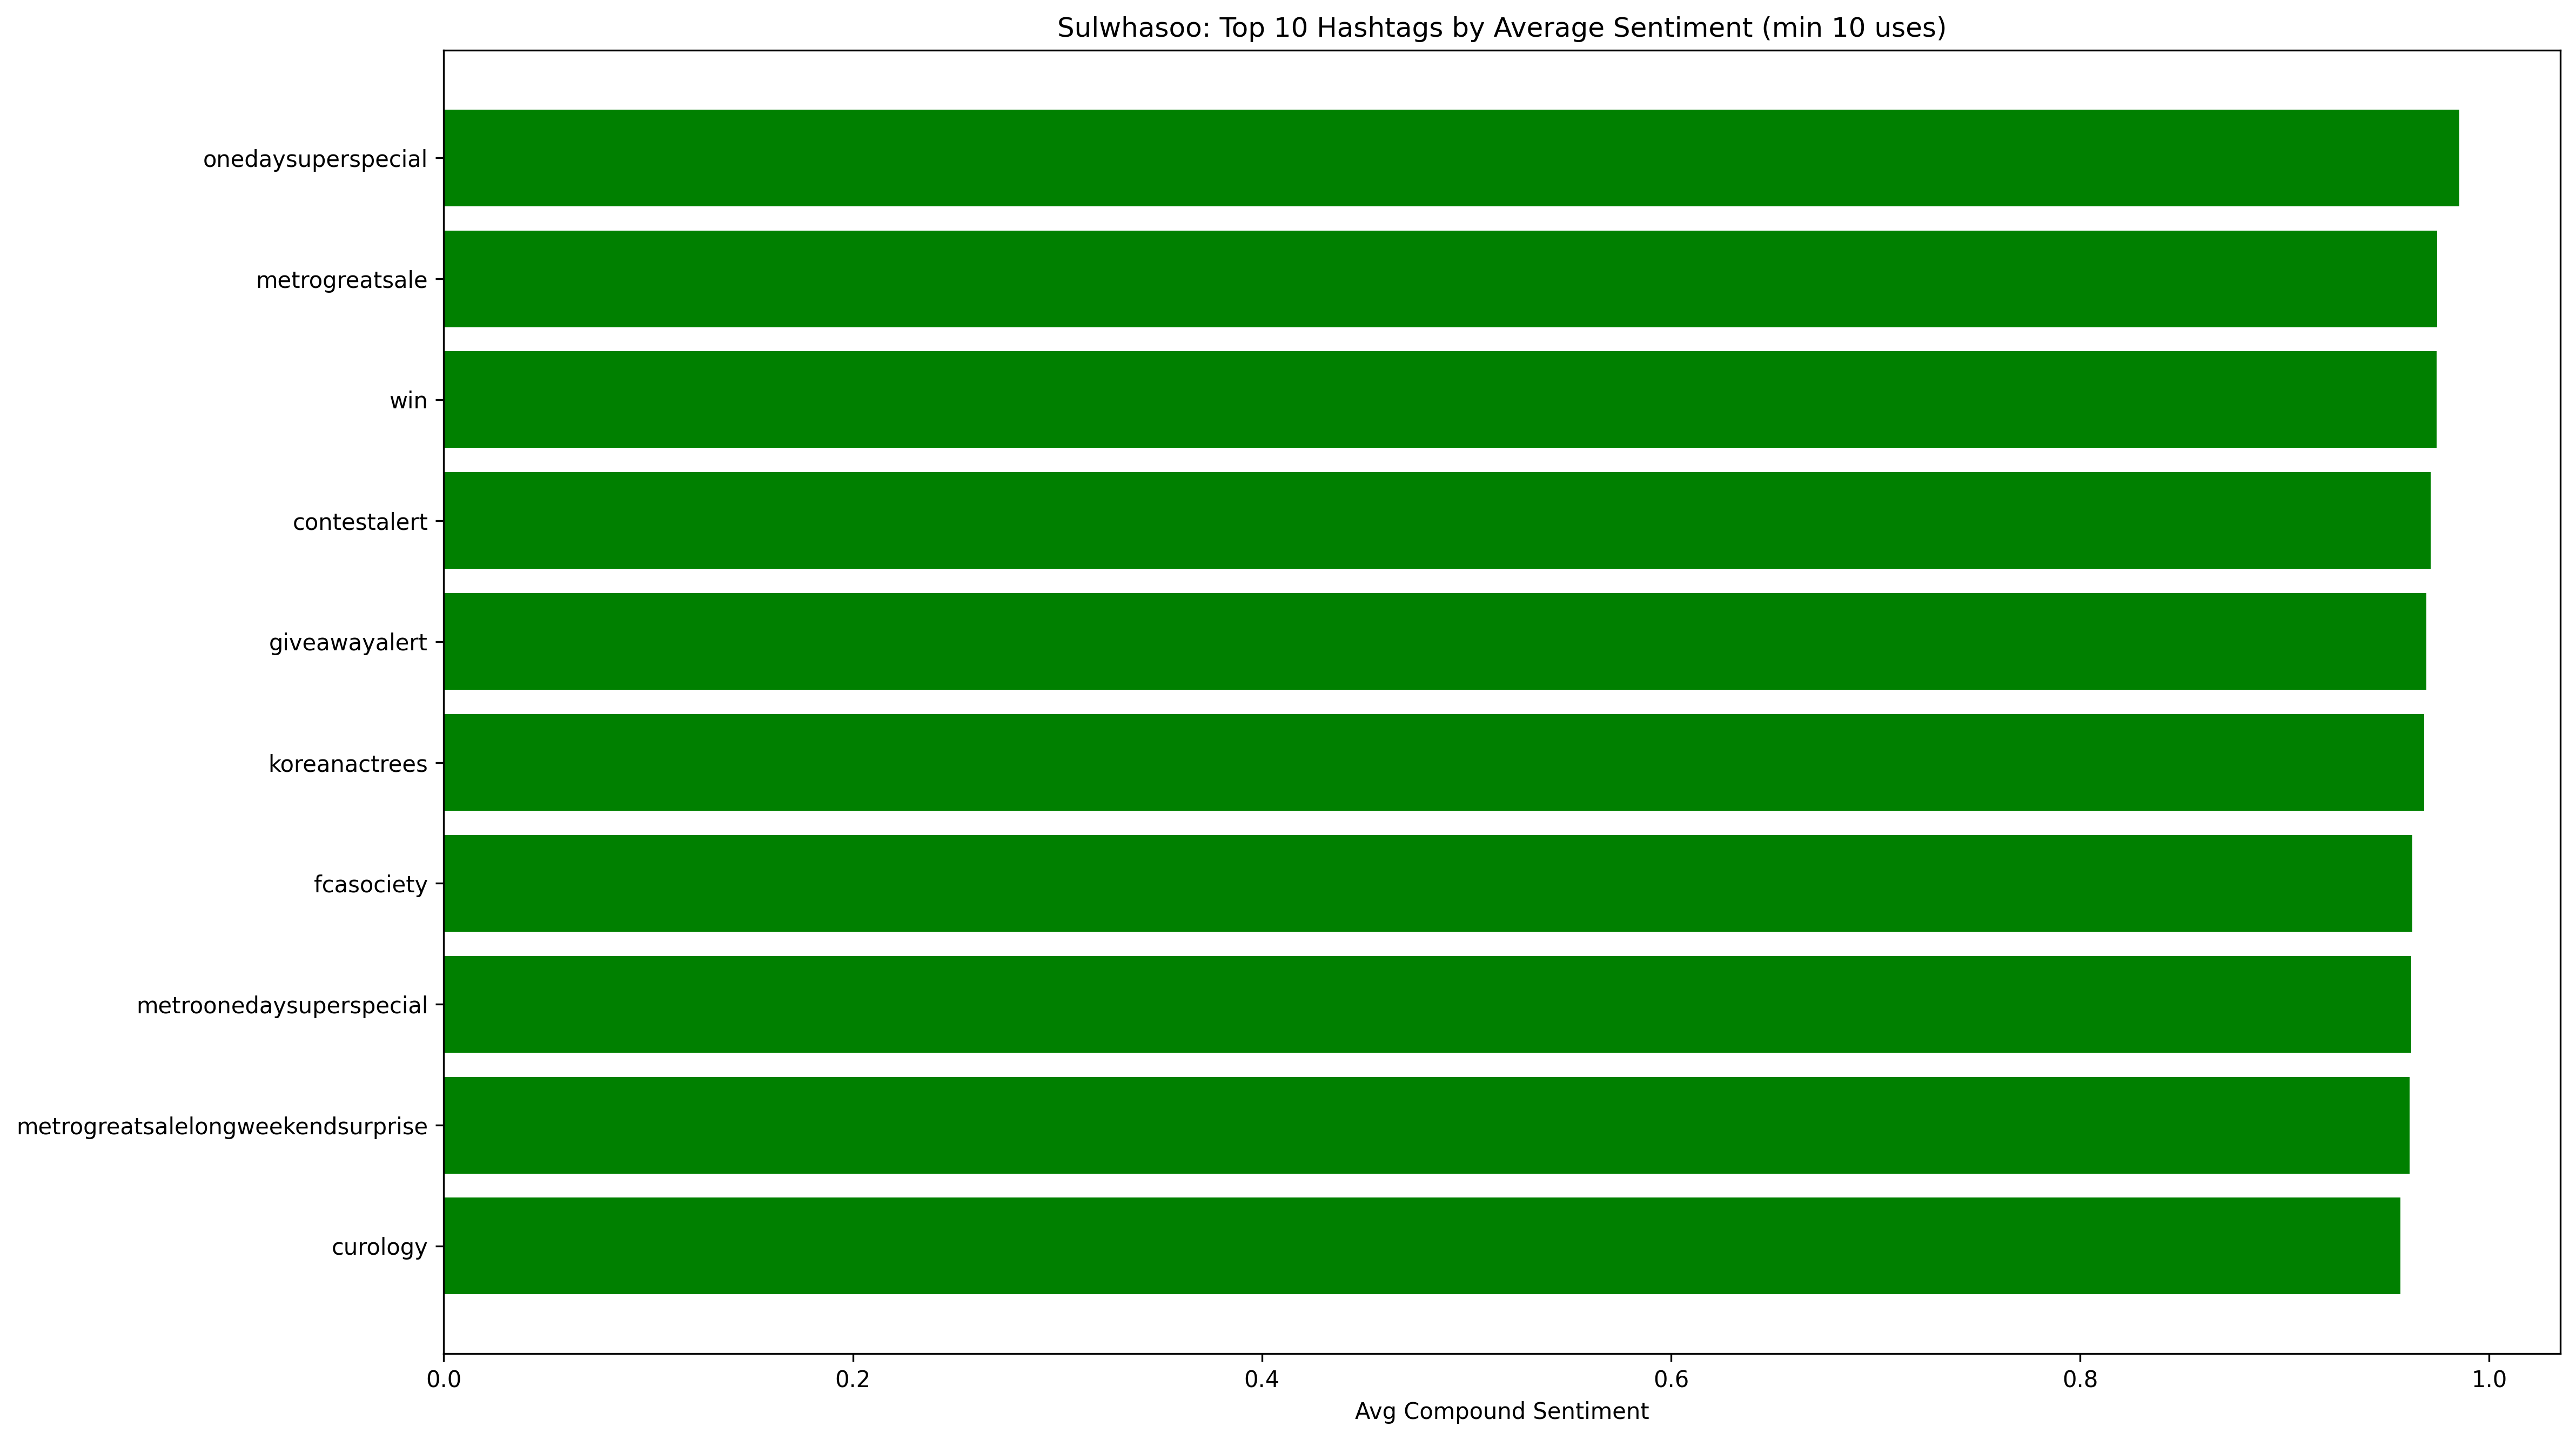 Sulwhasoo: Top 10 Hashtags by Average Sentiment (min 10 uses)
onedaysuperspecial
metrogreatsale
win
contestalert
giveawayalert
koreanactrees
fcasociety
metroonedaysuperspecial
metrogreatsalelongweekendsurprise
curology
0.0 0.2 0.4 0.6 0.8 1.0
Avg Compound Sentiment